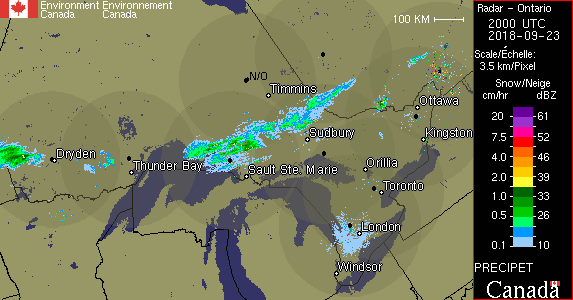 Environment Environnement
Canada Canada
100 KM
N/O
Timmins
Ottawa
Sudbury
Kingston
Dryden
Thunder Bay
Sault Ste. Marie
Orillia
Toronto
London
Windsor
Radar - Ontario
2000 UTC
2018-09-23
Scale/Échelle:
3.5 km/Pixel
Snow/Neige
cm/hr dBZ
20 61
7.5 52
4.0 46
2.0 39
1.0 33
0.5 26
0.1 10
PRECIPET
Canada